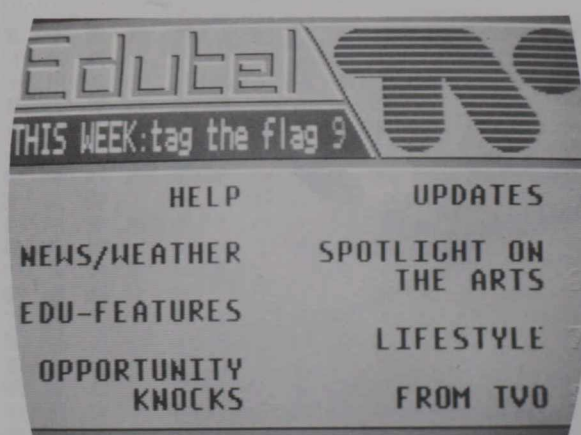 Edutel
THIS WEEK:tag the flag 9
HELP
NEWS/WEATHER
EDU-FEATURES
OPPORTUNITY
KNOCKS
UPDATES
SPOTLIGHT ON
THE ARTS
LIFESTYLE
FROM TVO